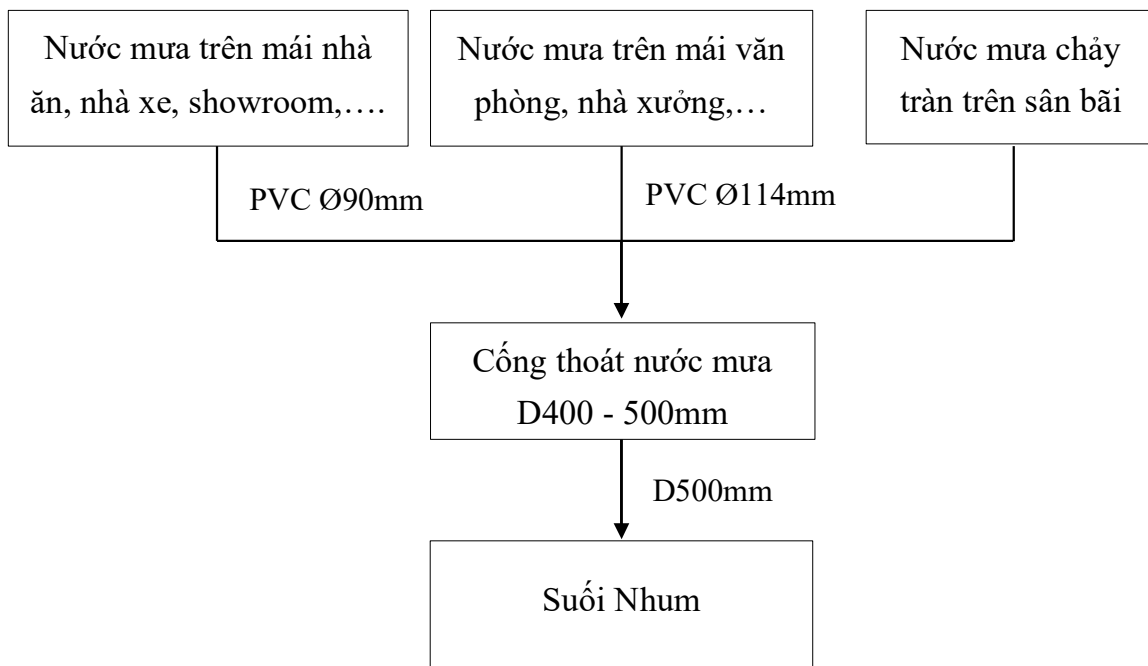 Nước mưa trên mái nhà
ăn, nhà xe, showroom,….
Nước mưa trên mái văn
phòng, nhà xưởng,…
Nước mưa chảy
tràn trên sân bãi
PVC Ø90mm
PVC Ø114mm
Cống thoát nước mưa
D400 - 500mm
D500mm
Suối Nhum